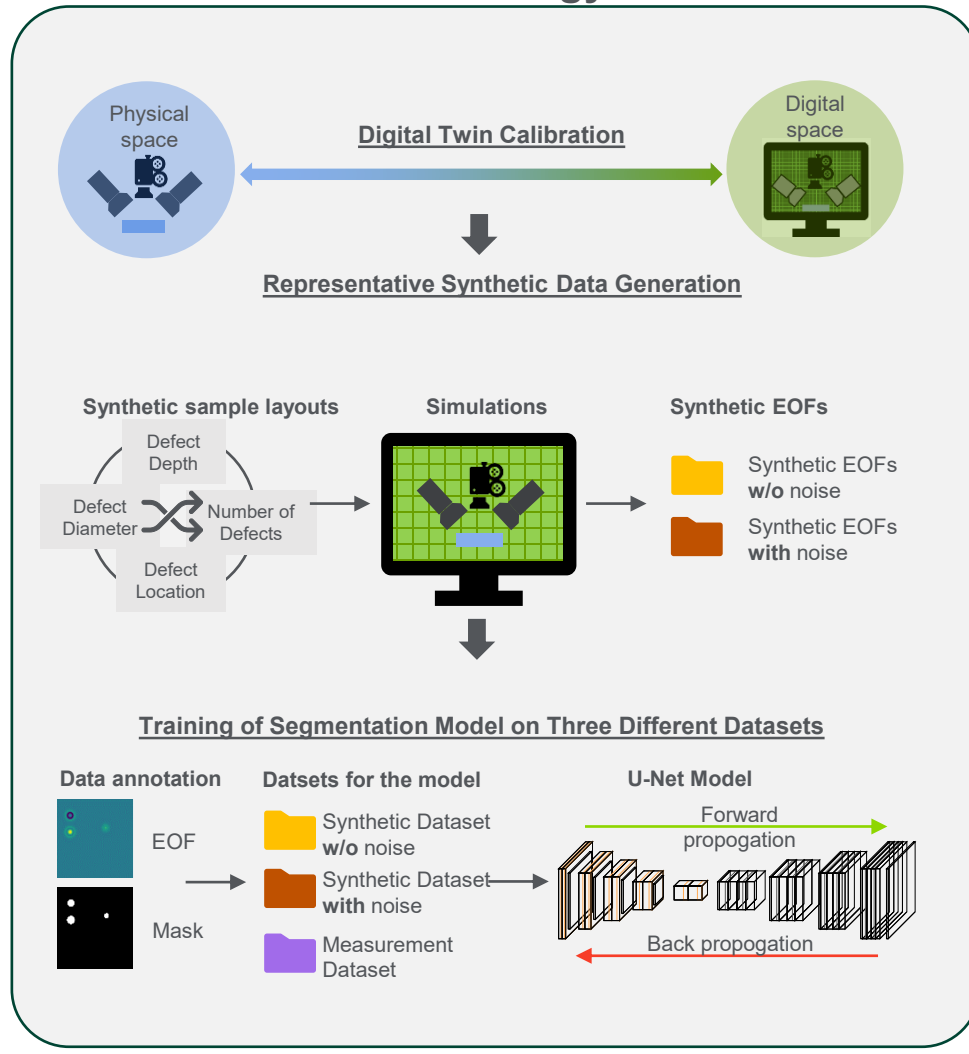 Physical
space
Digital Twin Calibration
Digital
space
Representative Synthetic Data Generation
Synthetic sample layouts
Simulations
Synthetic EOFs
Defect
Depth
Defect
Diameter
Number of
Defects
Defect
Location
Synthetic EOFs
w/o noise
Synthetic EOFs
with noise
Training of Segmentation Model on Three Different Datasets
Data annotation
EOF
Mask
Datsets for the model
Synthetic Dataset
w/o noise
Synthetic Dataset
with noise
Measurement
Dataset
U-Net Model
Forward
propogation
Back propogation